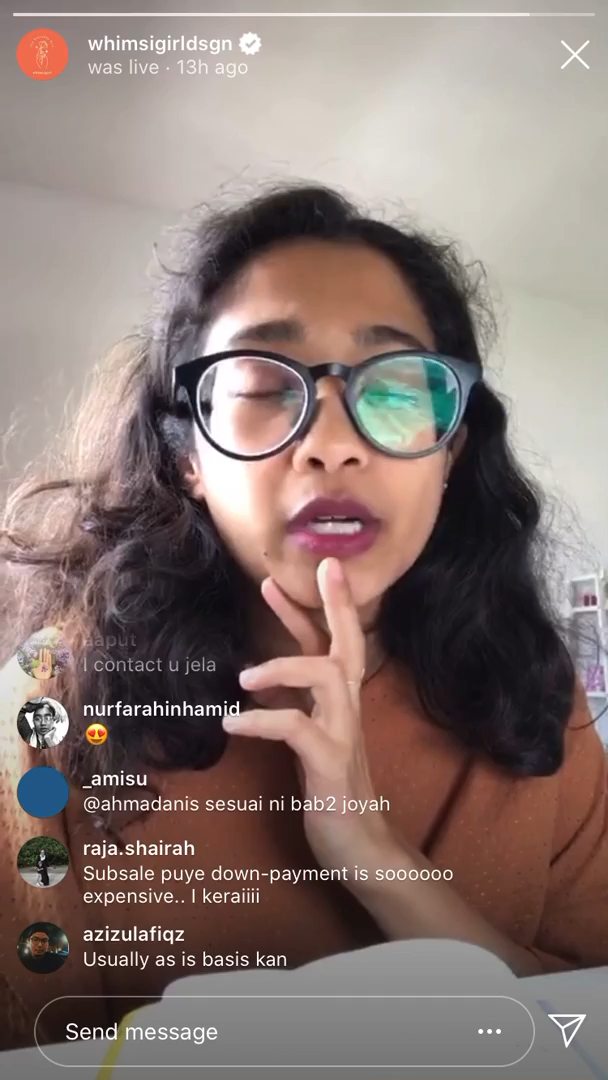 whimsigirldsgn
was live · 13h ago
aaput
I contact u jela
nurfarahinhamid
😍
_amisu
@ahmadanis sesuai ni bab2 joyah
raja.shairah
Subsale puye down-payment is soooooo
expensive.. I keraiiii
azizulafiqz
Usually as is basis kan
Send message